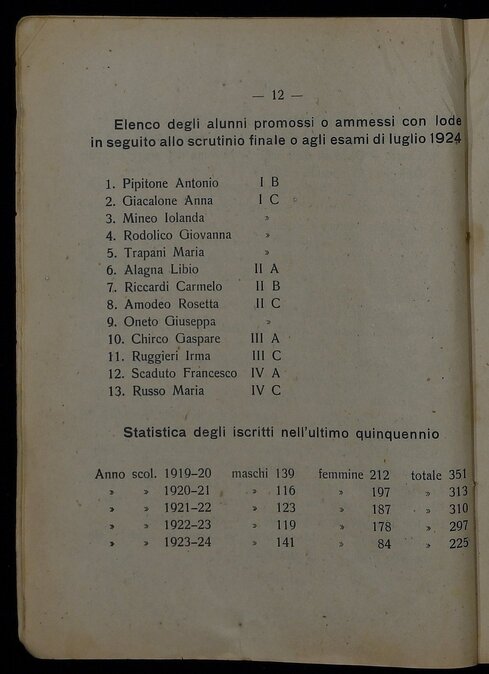 — 12 —
Elenco degli alunni promossi o ammessi con lode
in seguito allo scrutinio finale o agli esami di luglio 1924
1. Pipitone Antonio I B
2. Giacalone Anna I C
3. Mineo Iolanda »
4. Rodolico Giovanna »
5. Trapani Maria »
6. Alagna Libio II A
7. Riccardi Carmelo II B
8. Amodeo Rosetta II C
9. Oneto Giuseppa »
10. Chirco Gaspare III A
11. Ruggieri Irma III C
12. Scaduto Francesco IV A
13. Russo Maria IV C
Statistica degli iscritti nell'ultimo quinquennio
Anno scol. 1919-20 maschi 139 femmine 212 totale 351
» » 1920-21 » 116 » 197 » 313
» » 1921-22 » 123 » 187 » 310
» » 1922-23 » 119 » 178 » 297
» » 1923-24 » 141 » 84 » 225